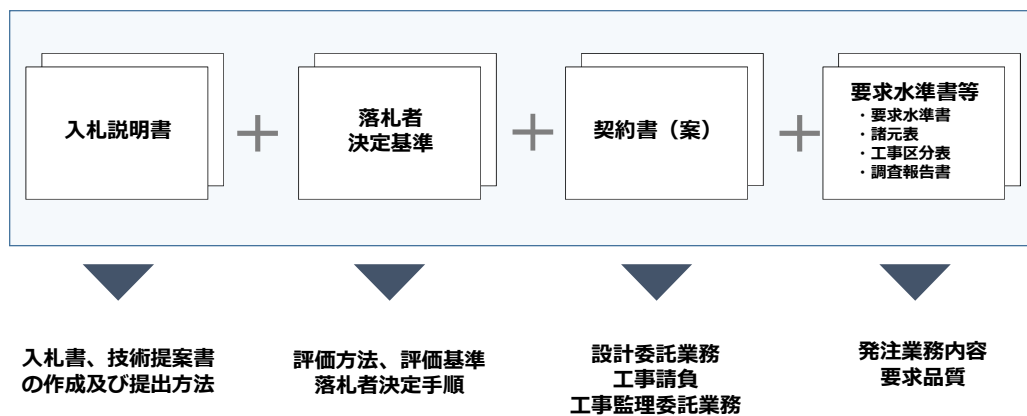 入札説明書
落札者
決定基準
契約書（案）
要求水準書等
・要求水準書
・諸元表
・工事区分表
・調査報告書
入札書、技術提案書
の作成及び提出方法
評価方法、評価基準
落札者決定手順
設計委託業務
工事請負
工事監理委託業務
発注業務内容
要求品質